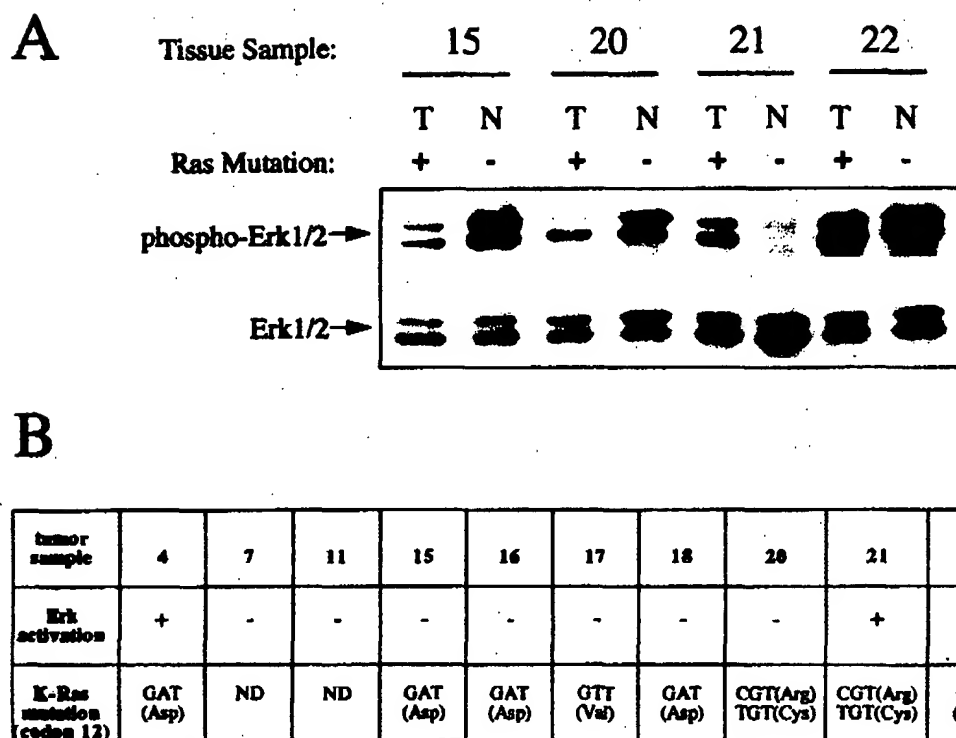 A
Tissue Sample: 15 20 21 22
T N T N T N T N
Ras Mutation: + - + - + - + -
phospho-Erk1/2
Erk1/2
B
tumor sample 4 7 11 15 16 17 18 20 21
Erk activation + - - - - - - - +
K-Ras mutation (codon 12) GAT (Asp) ND ND GAT (Asp) GAT (Asp) GTT (Val) GAT (Asp) CGT(Arg) TGT(Cys) CGT(Arg) TGT(Cys)